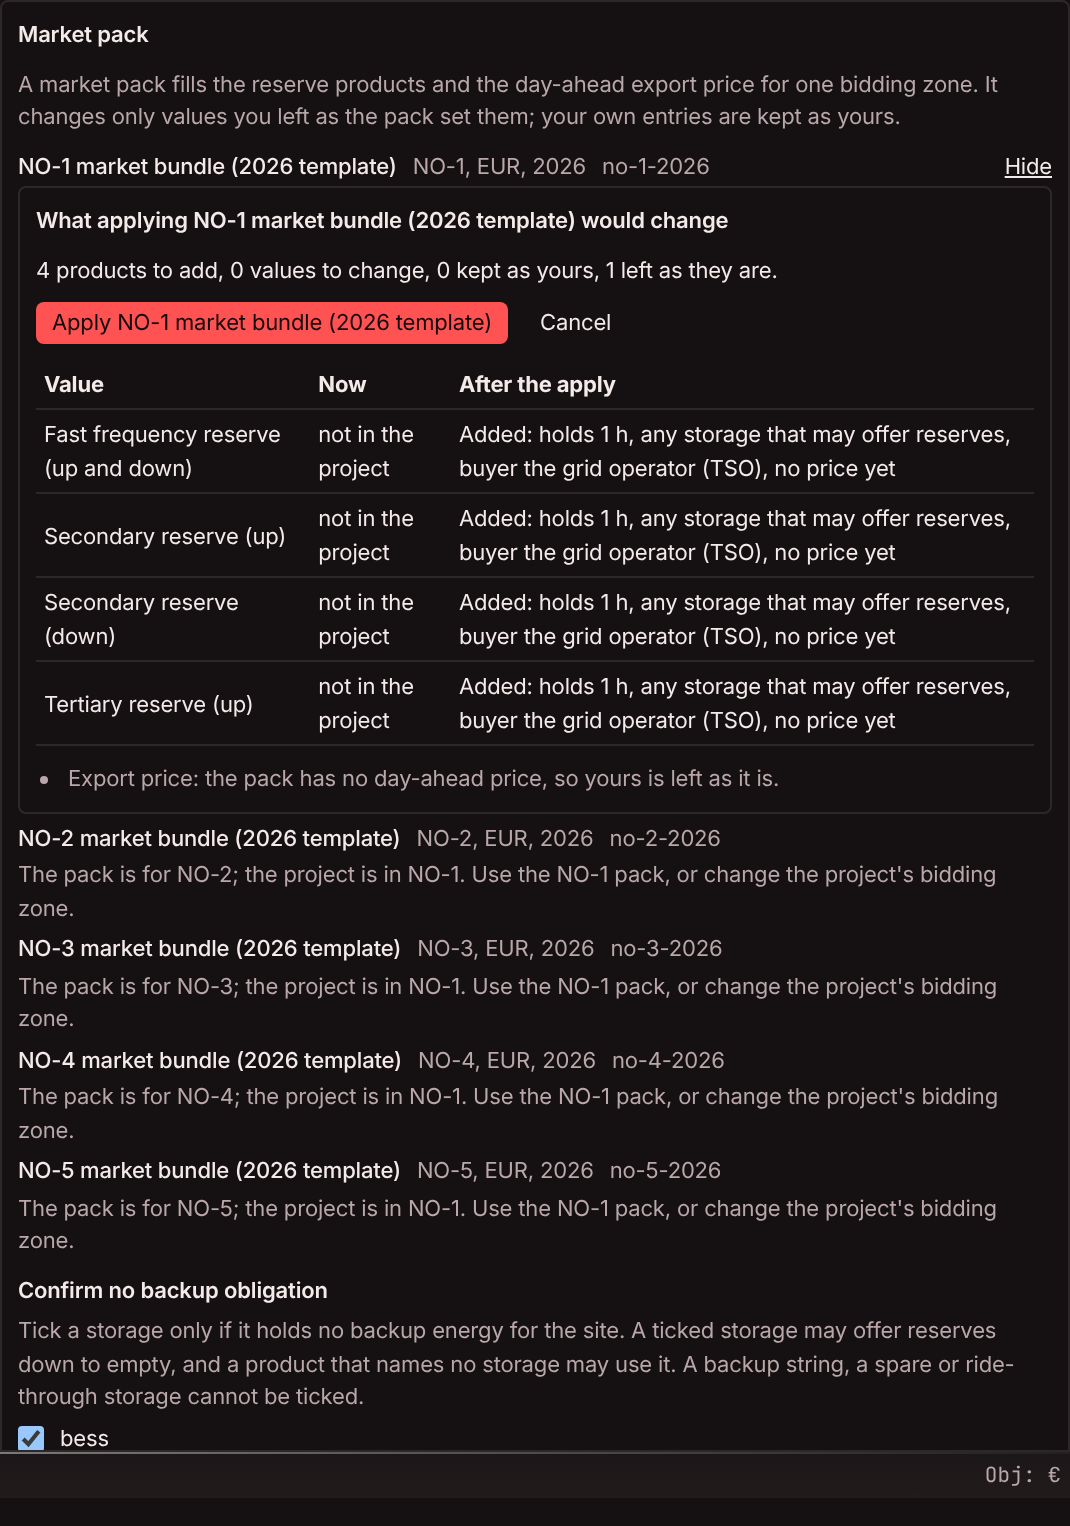 Market pack
A market pack fills the reserve products and the day-ahead export price for one bidding zone. It
changes only values you left as the pack set them; your own entries are kept as yours.
NO-1 market bundle (2026 template) NO-1, EUR, 2026 no-1-2026 Hide
What applying NO-1 market bundle (2026 template) would change
4 products to add, 0 values to change, 0 kept as yours, 1 left as they are.
Apply NO-1 market bundle (2026 template) Cancel
Value Now After the apply
Fast frequency reserve not in the Added: holds 1 h, any storage that may offer reserves,
(up and down) project buyer the grid operator (TSO), no price yet
Secondary reserve (up) not in the Added: holds 1 h, any storage that may offer reserves,
project buyer the grid operator (TSO), no price yet
Secondary reserve not in the Added: holds 1 h, any storage that may offer reserves,
(down) project buyer the grid operator (TSO), no price yet
Tertiary reserve (up) not in the Added: holds 1 h, any storage that may offer reserves,
project buyer the grid operator (TSO), no price yet
• Export price: the pack has no day-ahead price, so yours is left as it is.
NO-2 market bundle (2026 template) NO-2, EUR, 2026 no-2-2026
The pack is for NO-2; the project is in NO-1. Use the NO-1 pack, or change the project's bidding
zone.
NO-3 market bundle (2026 template) NO-3, EUR, 2026 no-3-2026
The pack is for NO-3; the project is in NO-1. Use the NO-1 pack, or change the project's bidding
zone.
NO-4 market bundle (2026 template) NO-4, EUR, 2026 no-4-2026
The pack is for NO-4; the project is in NO-1. Use the NO-1 pack, or change the project's bidding
zone.
NO-5 market bundle (2026 template) NO-5, EUR, 2026 no-5-2026
The pack is for NO-5; the project is in NO-1. Use the NO-1 pack, or change the project's bidding
zone.
Confirm no backup obligation
Tick a storage only if it holds no backup energy for the site. A ticked storage may offer reserves
down to empty, and a product that names no storage may use it. A backup string, a spare or ride-
through storage cannot be ticked.
bess
Obj: €